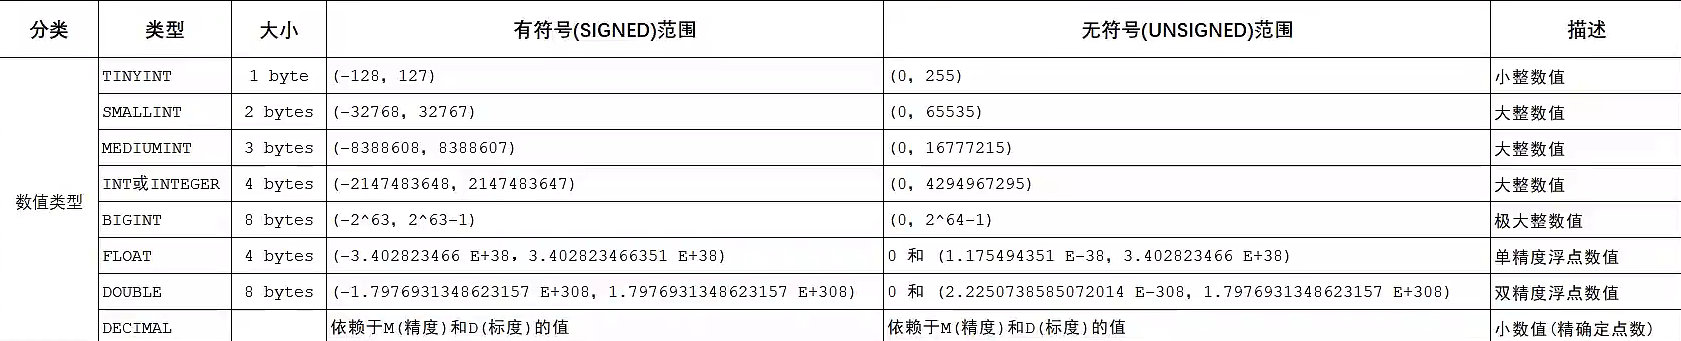 分类 类型 大小 有符号(SIGNED)范围 无符号(UNSIGNED)范围 描述
数值类型
TINYINT 1 byte (-128, 127) (0, 255) 小整数值
SMALLINT 2 bytes (-32768, 32767) (0, 65535) 大整数值
MEDIUMINT 3 bytes (-8388608, 8388607) (0, 16777215) 大整数值
INT或INTEGER 4 bytes (-2147483648, 2147483647) (0, 4294967295) 大整数值
BIGINT 8 bytes (-2^63, 2^63-1) (0, 2^64-1) 极大整数值
FLOAT 4 bytes (-3.402823466 E+38, 3.402823466351 E+38) 0 和 (1.175494351 E-38, 3.402823466 E+38) 单精度浮点数值
DOUBLE 8 bytes (-1.7976931348623157 E+308, 1.7976931348623157 E+308) 0 和 (2.2250738585072014 E-308, 1.7976931348623157 E+308) 双精度浮点数值
DECIMAL 依赖于M(精度)和D(标度)的值 依赖于M(精度)和D(标度)的值 小数值(精确定点数)